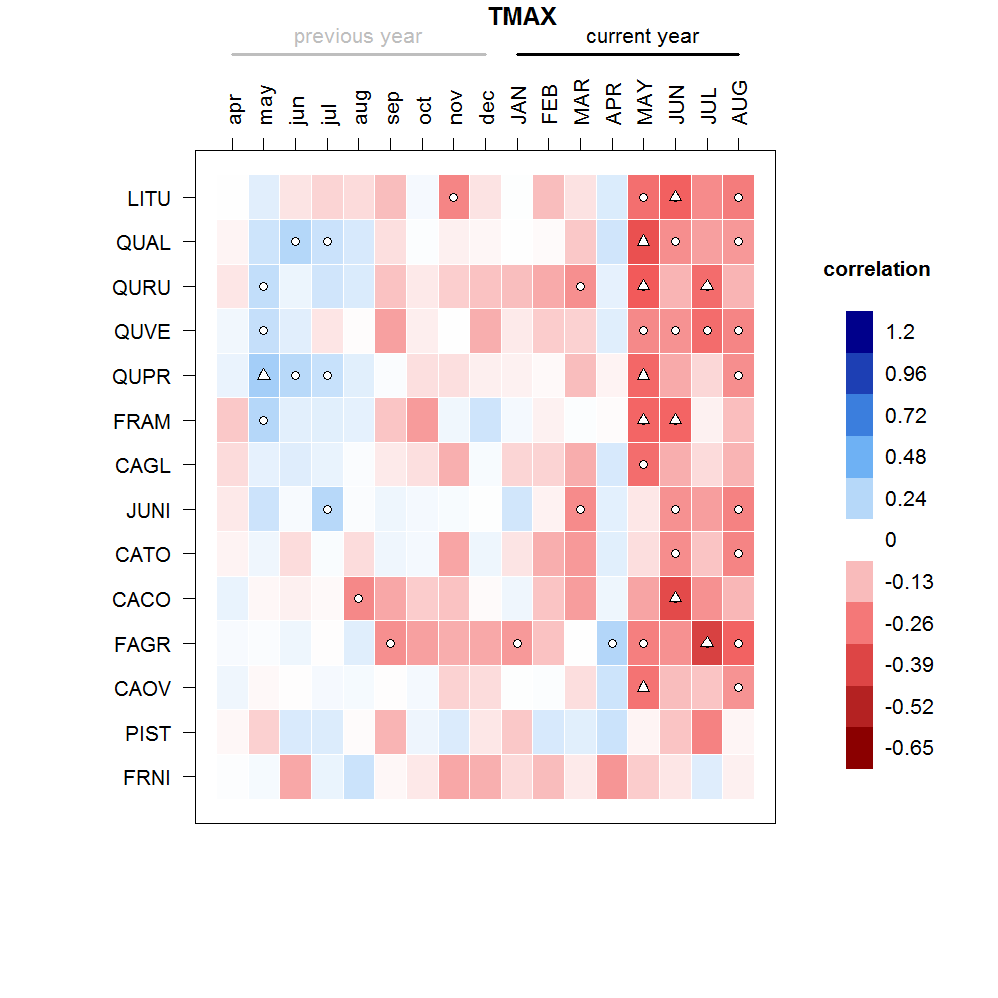 TMAX
previous year current year
apr may jun jul aug sep oct nov dec JAN FEB MAR APR MAY JUN JUL AUG
LITU
QUAL
QURU
QUVE
QUPR
FRAM
CAGL
JUNI
CATO
CACO
FAGR
CAOV
PIST
FRNI
correlation
1.2
0.96
0.72
0.48
0.24
0
-0.13
-0.26
-0.39
-0.52
-0.65